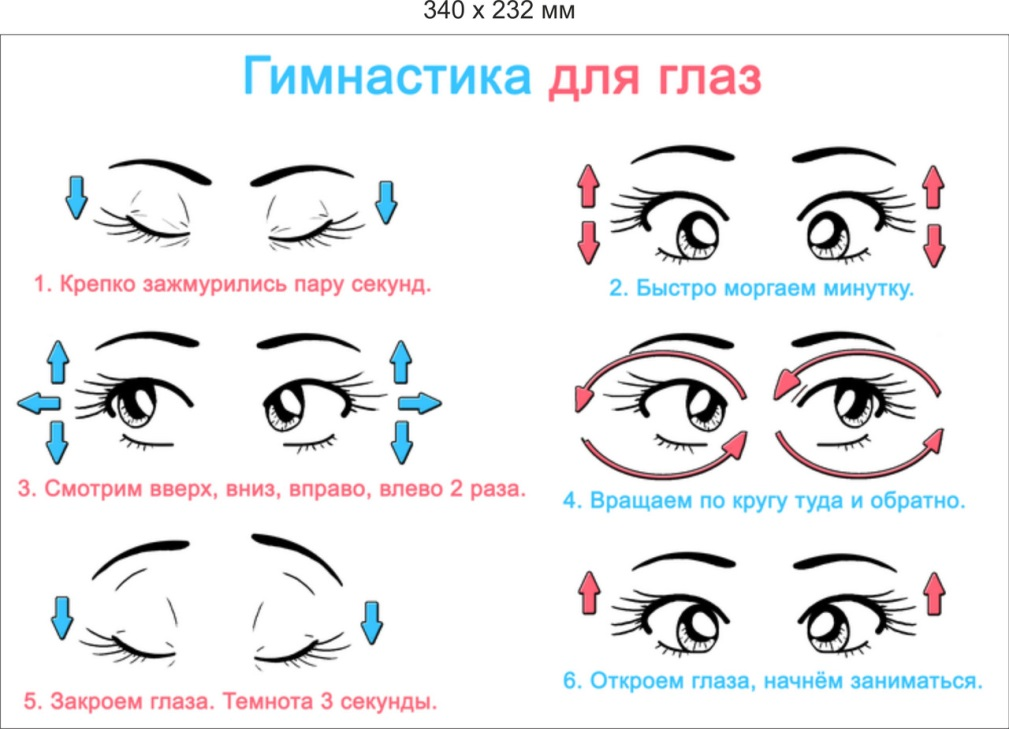 340 х 232 мм
Гимнастика для глаз
1. Крепко зажмурились пару секунд.
2. Быстро моргаем минутку.
3. Смотрим вверх, вниз, вправо, влево 2 раза.
4. Вращаем по кругу туда и обратно.
5. Закроем глаза. Темнота 3 секунды.
6. Откроем глаза, начнём заниматься.